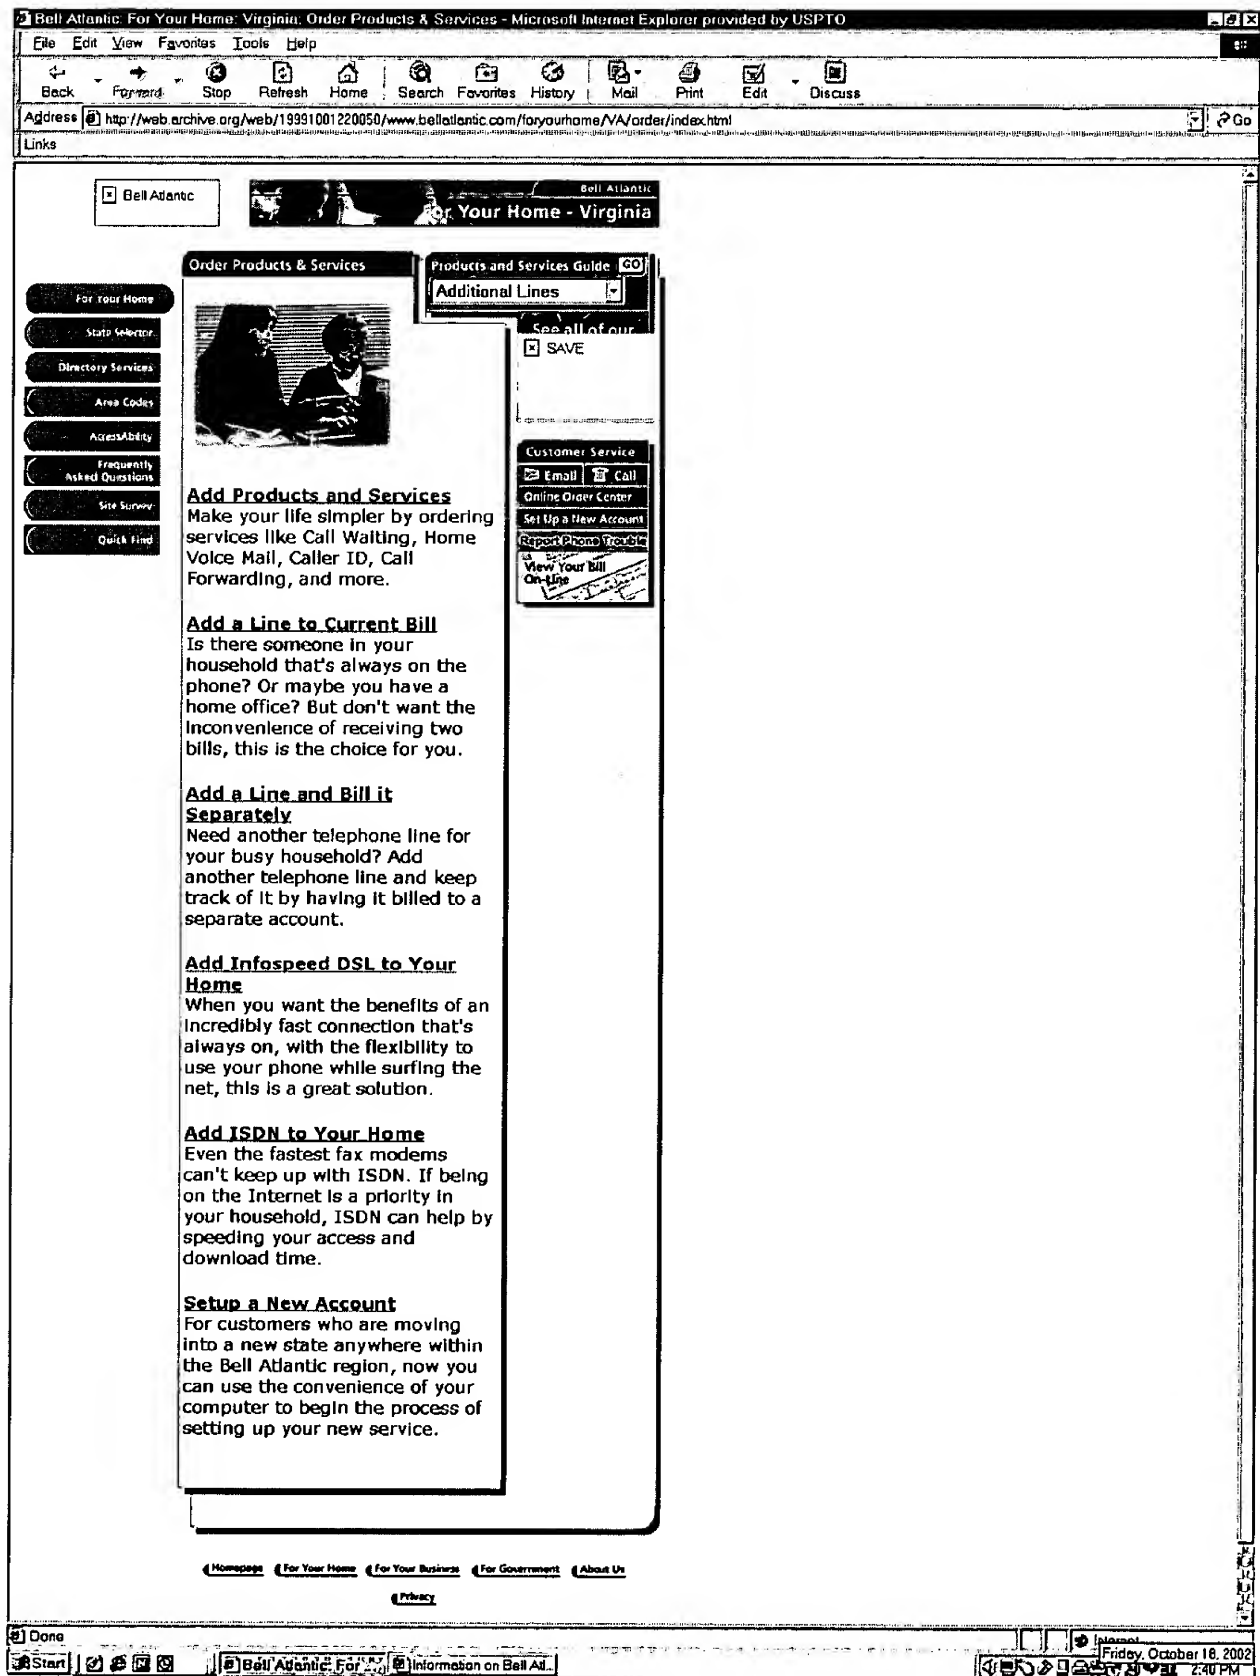 Bell Atlantic: For Your Home: Virginia: Order Products & Services - Microsoft Internet Explorer provided by USPTO
File Edit View Favorites Tools Help
Back Forward Stop Refresh Home Search Favorites History Mail Print Edit Discuss
Address http://web.archive.org/web/19991001220050/www.bellatlantic.com/foryourhome/VA/order/index.html Go
Links
Bell Atlantic
Bell Atlantic
For Your Home - Virginia
Order Products & Services
Products and Services Guide GO
Additional Lines
See all of our
SAVE
For Your Home
State Selector
Directory Services
Area Codes
AccessAbility
Frequently
Asked Questions
Site Survey
Quick Find
Customer Service
Email Call
Online Order Center
Set Up a New Account
Report Phone Trouble
View Your Bill
On-Line
Add Products and Services
Make your life simpler by ordering
services like Call Waiting, Home
Voice Mail, Caller ID, Call
Forwarding, and more.
Add a Line to Current Bill
Is there someone in your
household that's always on the
phone? Or maybe you have a
home office? But don't want the
inconvenience of receiving two
bills, this is the choice for you.
Add a Line and Bill it
Separately
Need another telephone line for
your busy household? Add
another telephone line and keep
track of it by having it billed to a
separate account.
Add Infospeed DSL to Your
Home
When you want the benefits of an
incredibly fast connection that's
always on, with the flexibility to
use your phone while surfing the
net, this is a great solution.
Add ISDN to Your Home
Even the fastest fax modems
can't keep up with ISDN. If being
on the Internet is a priority in
your household, ISDN can help by
speeding your access and
download time.
Setup a New Account
For customers who are moving
into a new state anywhere within
the Bell Atlantic region, now you
can use the convenience of your
computer to begin the process of
setting up your new service.
Homepage For Your Home For Your Business For Government About Us
Privacy
Done Internet
Start Bell Atlantic: For Information on Bell Atl...
Friday, October 18, 2002
2:40 PM